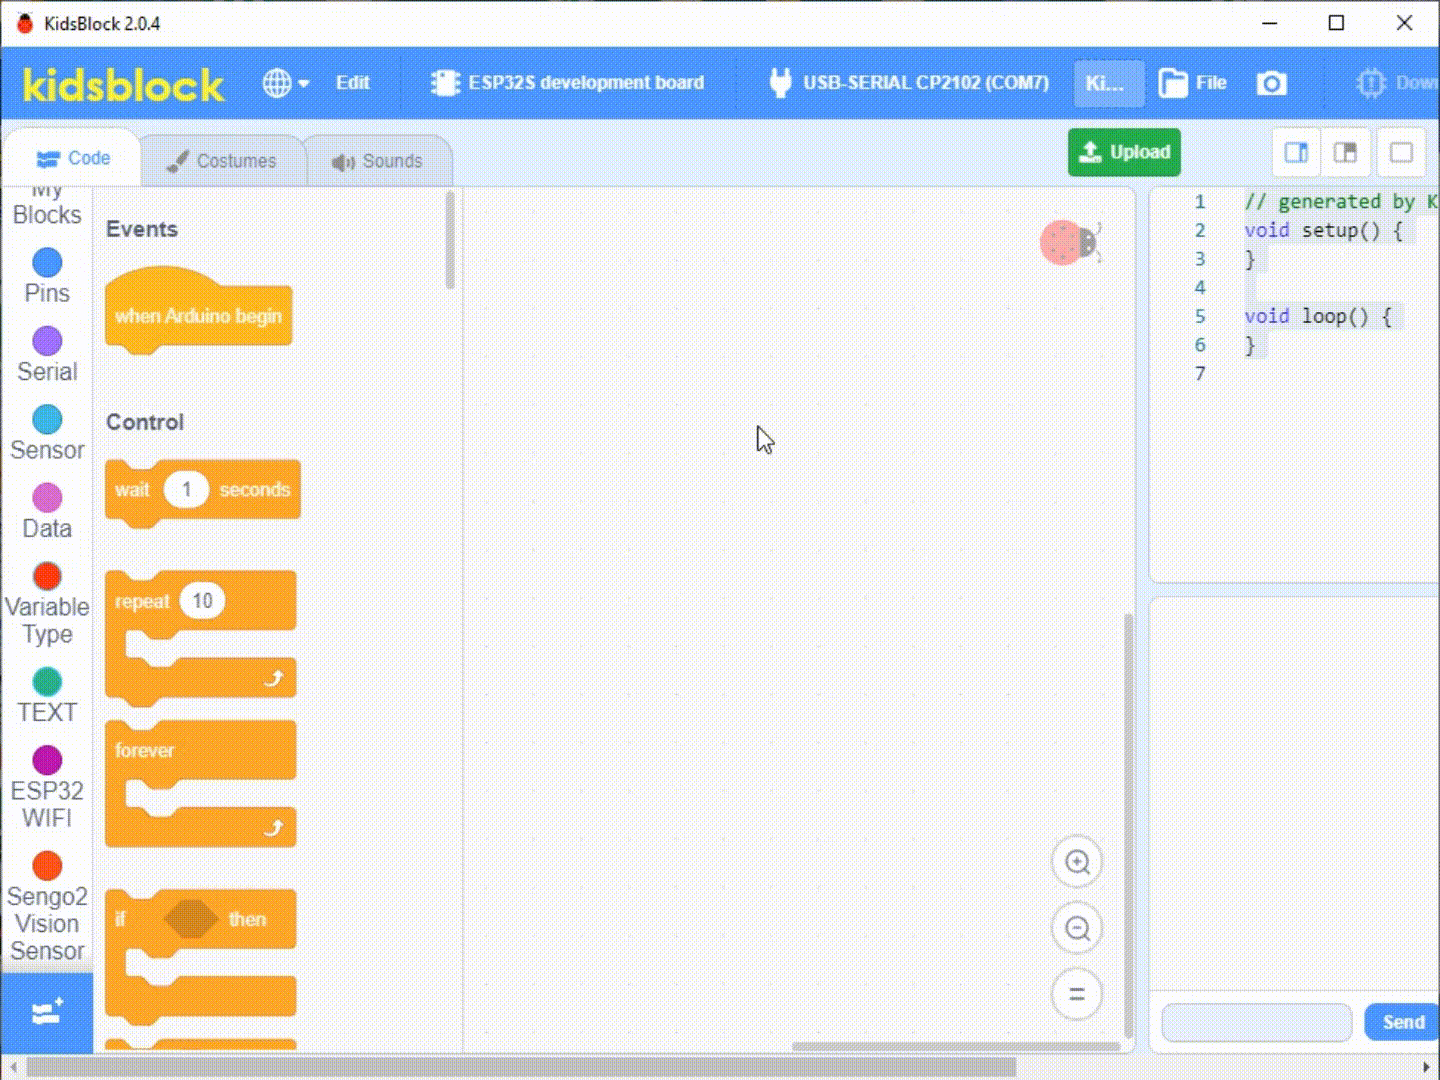 KidsBlock 2.0.4
kidsblock
Edit
ESP32S development board
USB-SERIAL CP2102 (COM7)
Ki...
File
Down
Code
Costumes
Sounds
Upload
My
Blocks
Pins
Serial
Sensor
Data
Variable
Type
TEXT
ESP32
WIFI
Sengo2
Vision
Sensor
Events
when Arduino begin
Control
wait 1 seconds
repeat 10
forever
if then
1 // generated by K
2 void setup() {
3 }
4
5 void loop() {
6 }
7
Send